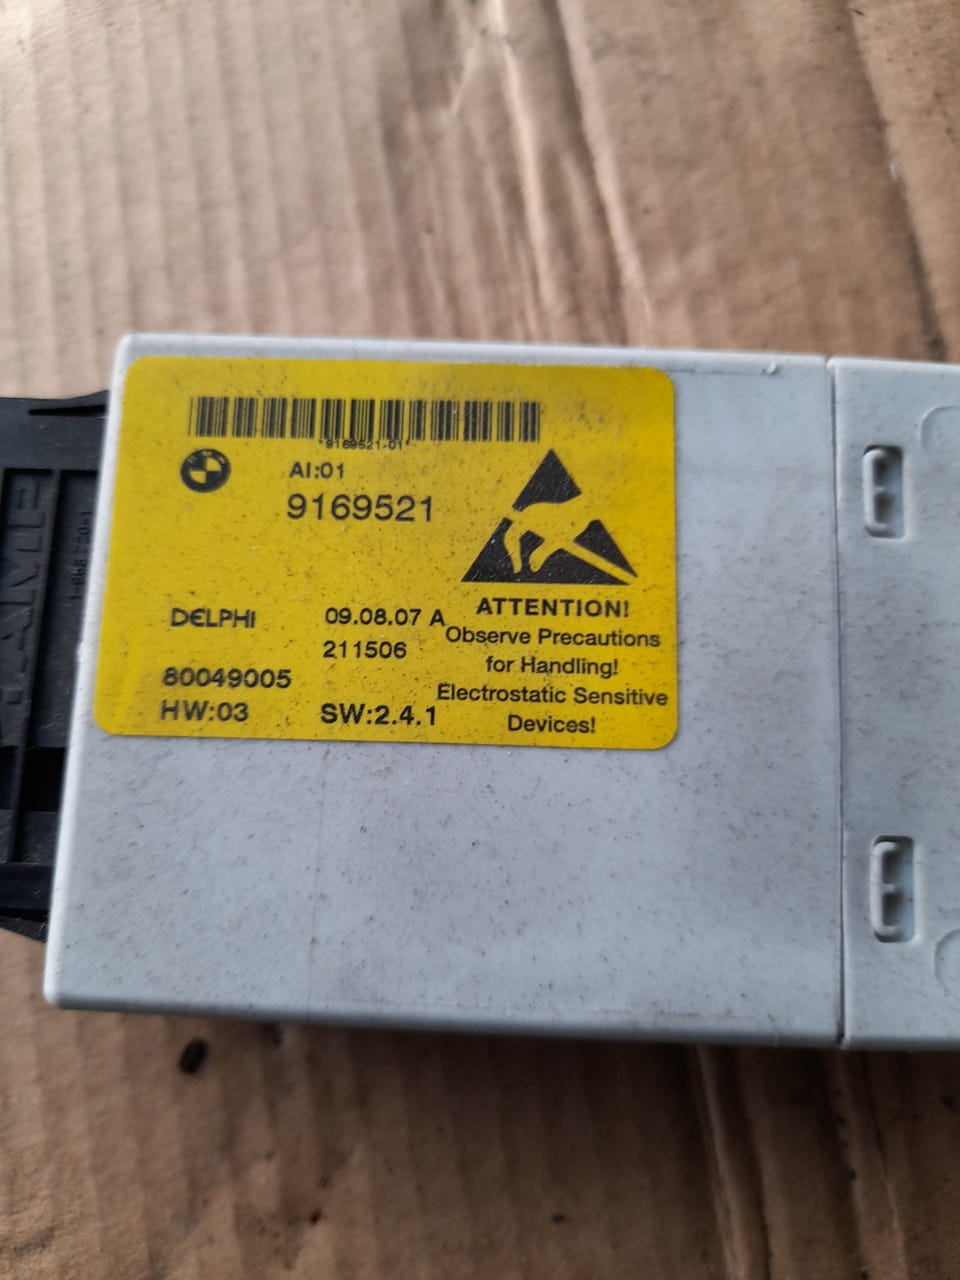 *9169521-01*
AI:01
9169521
DELPHI
09.08.07 A
211506
80049005
HW:03
SW:2.4.1
ATTENTION!
Observe Precautions
for Handling!
Electrostatic Sensitive
Devices!
AMP